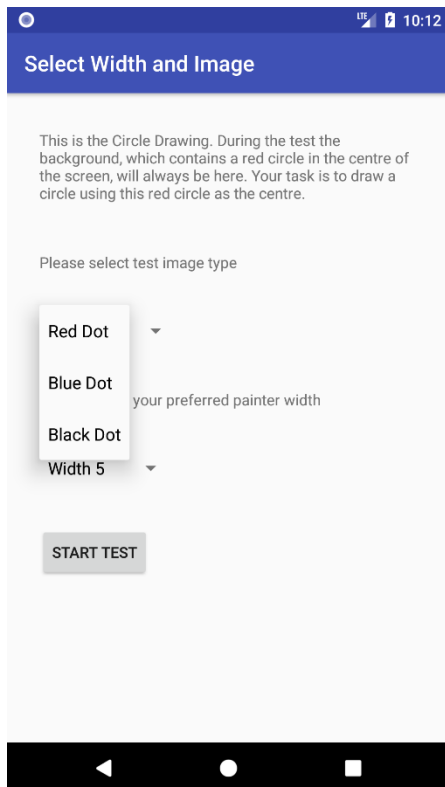 LTE 10:12
Select Width and Image
This is the Circle Drawing. During the test the
background, which contains a red circle in the centre of
the screen, will always be here. Your task is to draw a
circle using this red circle as the centre.
Please select test image type
Red Dot
Blue Dot
your preferred painter width
Black Dot
Width 5
START TEST